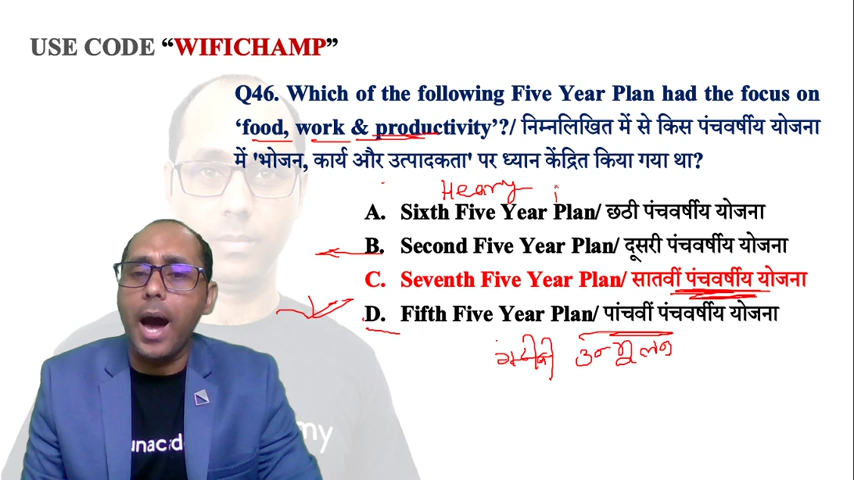 USE CODE “WIFICHAMP”
Q46. Which of the following Five Year Plan had the focus on
‘food, work & productivity’?/ निम्नलिखित में से किस पंचवर्षीय योजना
में 'भोजन, कार्य और उत्पादकता' पर ध्यान केंद्रित किया गया था?
Heavy i
A. Sixth Five Year Plan/ छठी पंचवर्षीय योजना
B. Second Five Year Plan/ दूसरी पंचवर्षीय योजना
C. Seventh Five Year Plan/ सातवीं पंचवर्षीय योजना
D. Fifth Five Year Plan/ पांचवीं पंचवर्षीय योजना
गरीबी उन्मूलन
unacad
my